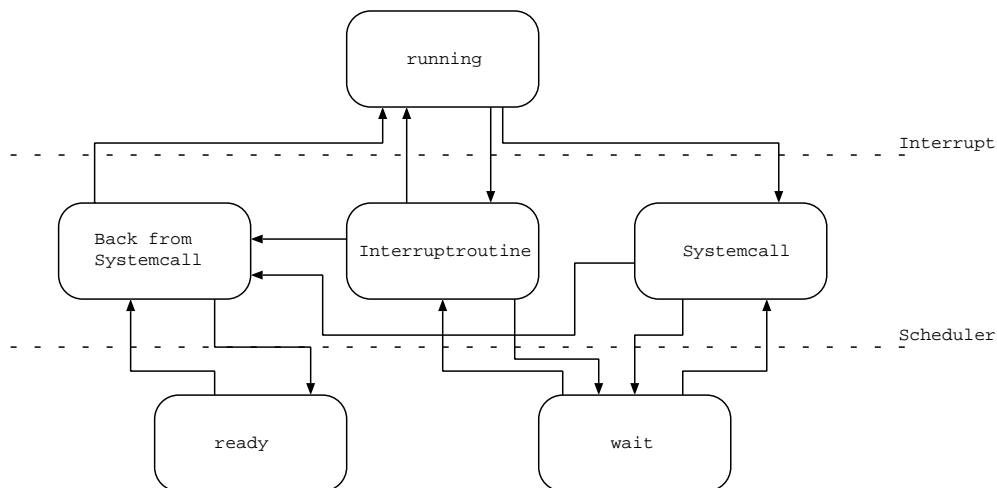 running
Interrupt
Back from
Systemcall
Interruptroutine
Systemcall
Scheduler
ready
wait